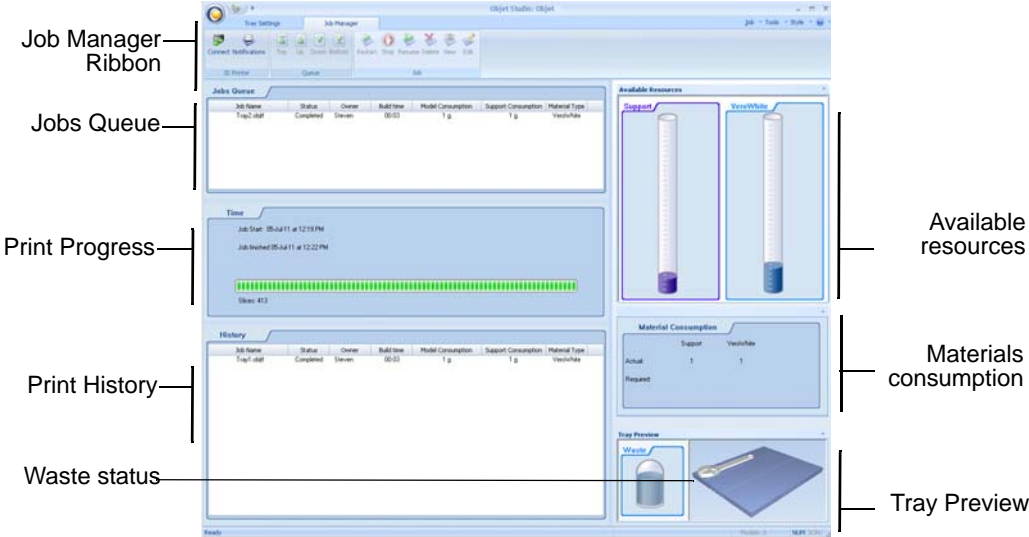 Objet Studio: Objet
Tray Settings Job Manager
Job Tools Style
Connect Notifications Top Up Down Bottom Restart Stop Resume Delete View Edit
3D Printer Queue Job
Job Manager
Ribbon
Jobs Queue
Jobs Queue
Job Name Status Owner Build time Model Consumption Support Consumption Material Type
Tray2.objtf Completed Steven 00:03 1 g. 1 g. VeroWhite
Print Progress
Time
Job Start: 05-Jul-11 at 12:19 PM
Job finished 05-Jul-11 at 12:22 PM
Slices: 413
Print History
History
Job Name Status Owner Build time Model Consumption Support Consumption Material Type
Tray1.objtf Completed Steven 00:03 1 g. 1 g. VeroWhite
Waste status
Available Resources
Support VeroWhite
Available
resources
Material Consumption
Support VeroWhite
Actual: 1 1
Required:
Materials
consumption
Tray Preview
Waste
Tray Preview
Ready
NUM